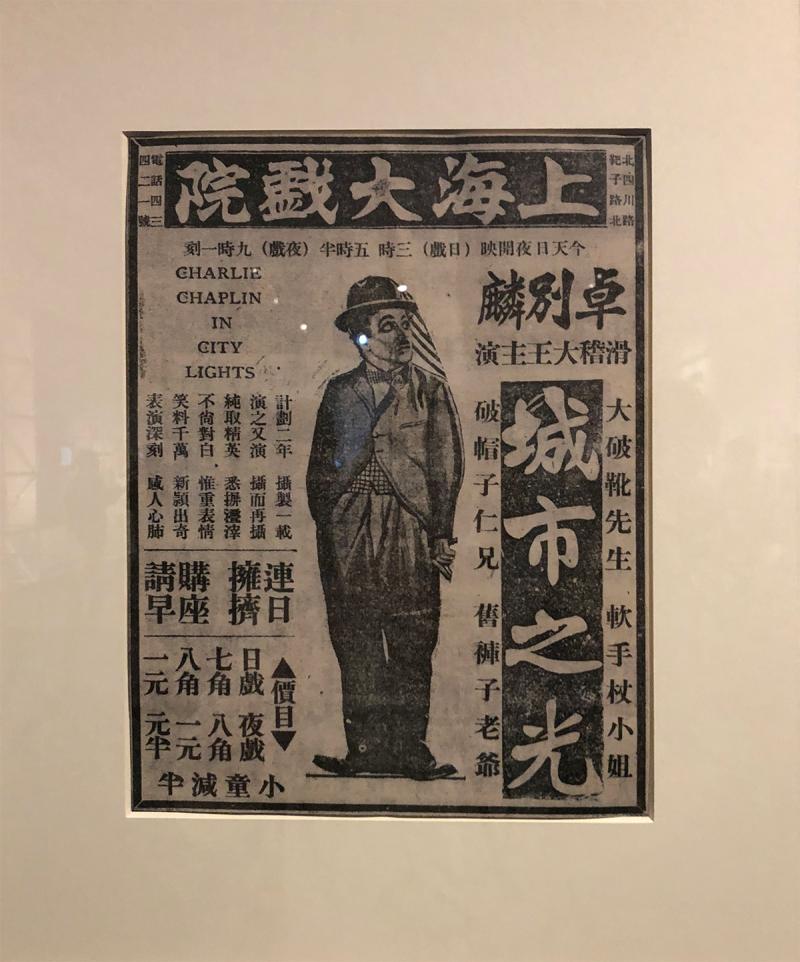 北四川路
靶子路北
上海大戲院
電話四三
四二一號
今天日夜開映（日戲）三時 五時半（夜戲）九時一刻
卓別麟
滑稽大王主演
大破靴先生 軟手杖小姐
城市之光
破帽子仁兄 舊褲子老爺
CHARLIE
CHAPLIN
IN
CITY
LIGHTS
計劃二年 攝製一載
演之又演 攝而再攝
純取精英 悉摒渣滓
不尙對白 惟重表情
笑料千萬 新穎出奇
表演深刻 感人心肺
連日擁擠
購座請早
▲價目▼
日戲 夜戲
七角 八角
八角 一元
一元 元半
小童減半